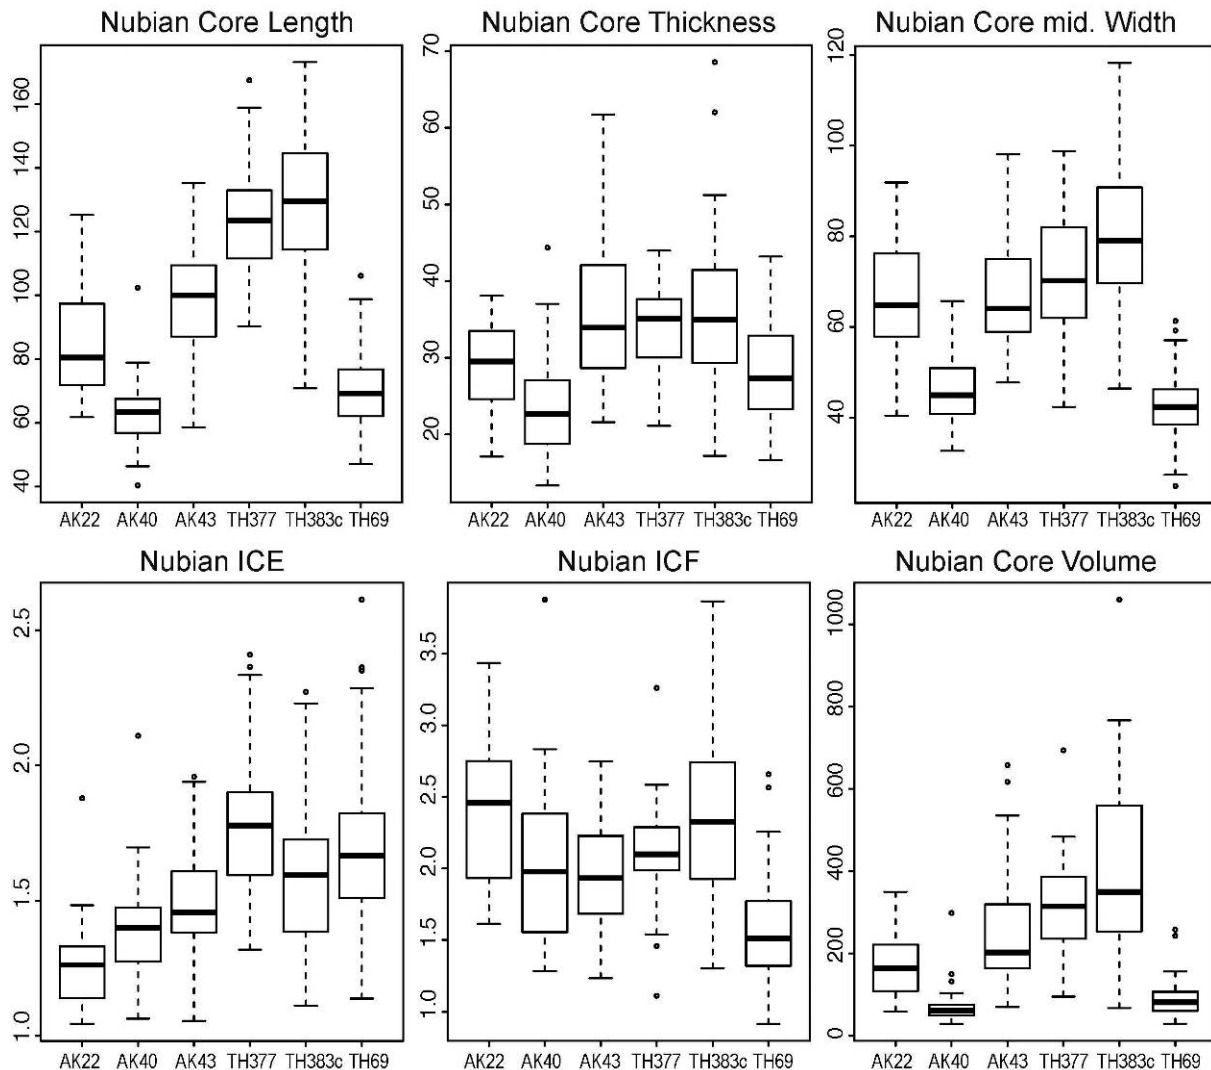 Nubian Core Length
160
140
120
100
80
60
40
AK22 AK40 AK43 TH377 TH383c TH69
Nubian Core Thickness
70
60
50
40
30
20
AK22 AK40 AK43 TH377 TH383c TH69
Nubian Core mid. Width
120
100
80
60
40
AK22 AK40 AK43 TH377 TH383c TH69
Nubian ICE
2.5
2.0
1.5
1.0
AK22 AK40 AK43 TH377 TH383c TH69
Nubian ICF
3.5
3.0
2.5
2.0
1.5
1.0
AK22 AK40 AK43 TH377 TH383c TH69
Nubian Core Volume
1000
800
600
400
200
0
AK22 AK40 AK43 TH377 TH383c TH69